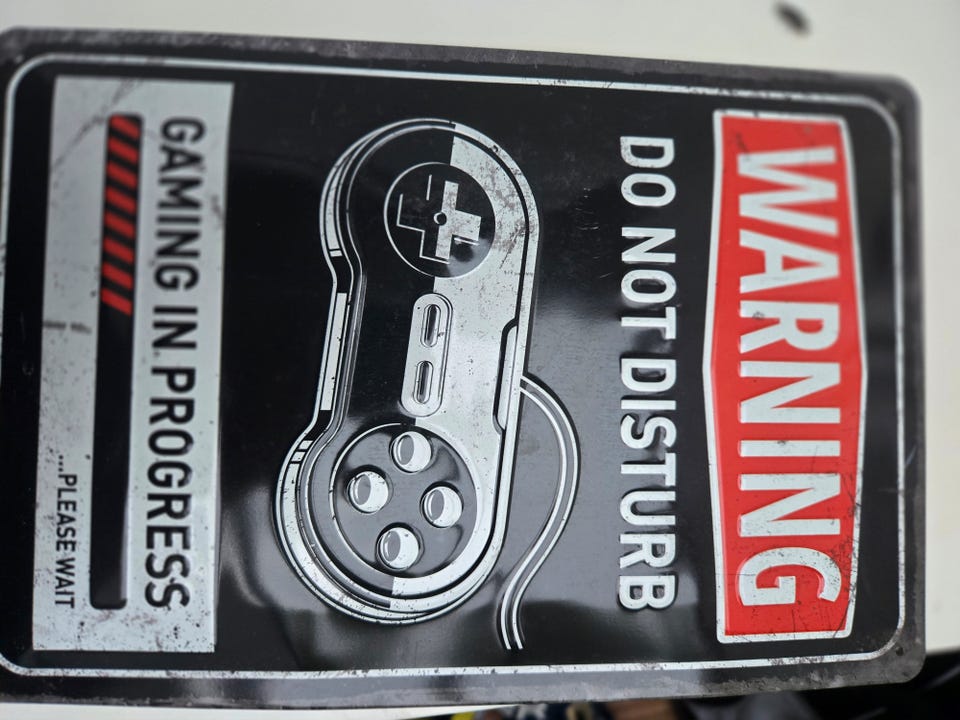 WARNING
DO NOT DISTURB
GAMING IN PROGRESS
...PLEASE WAIT